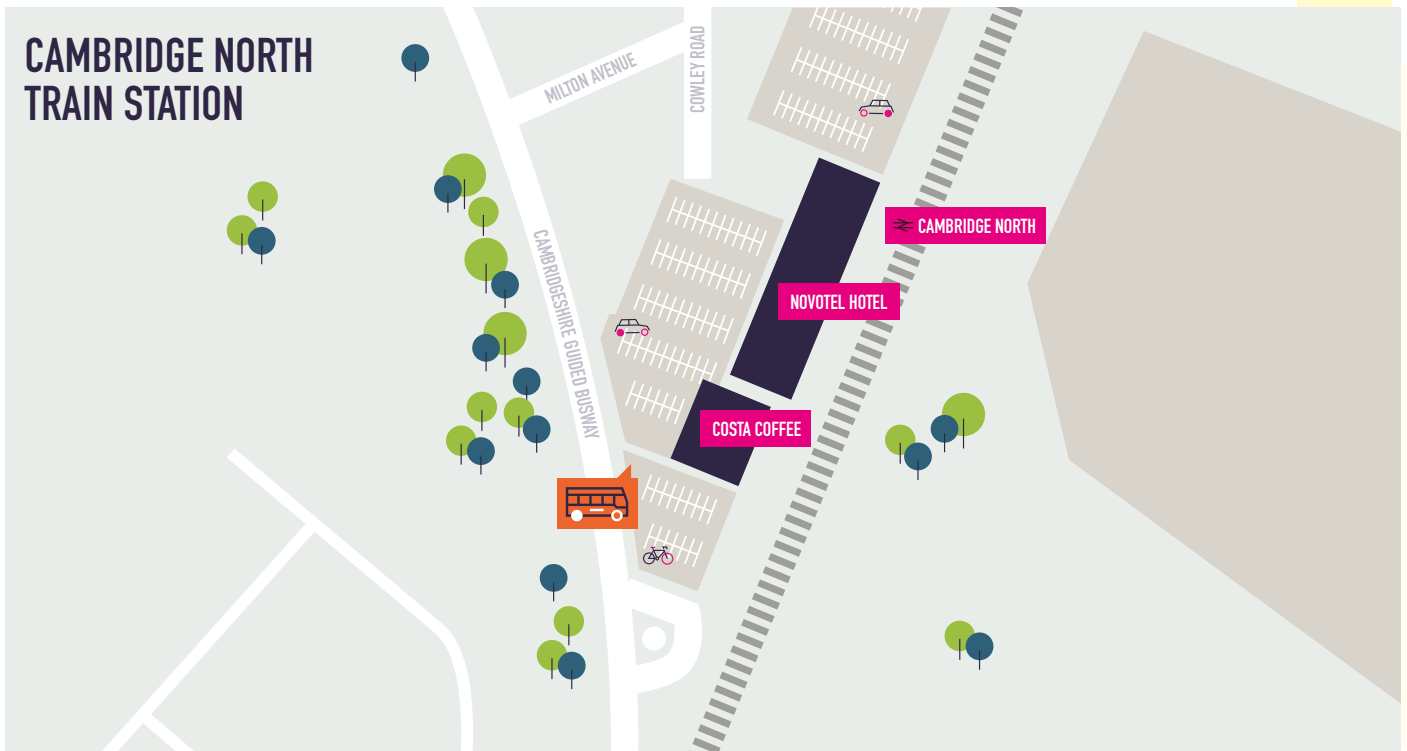 CAMBRIDGE NORTH
TRAIN STATION
MILTON AVENUE
COWLEY ROAD
CAMBRIDGESHIRE GUIDED BUSWAY
CAMBRIDGE NORTH
NOVOTEL HOTEL
COSTA COFFEE